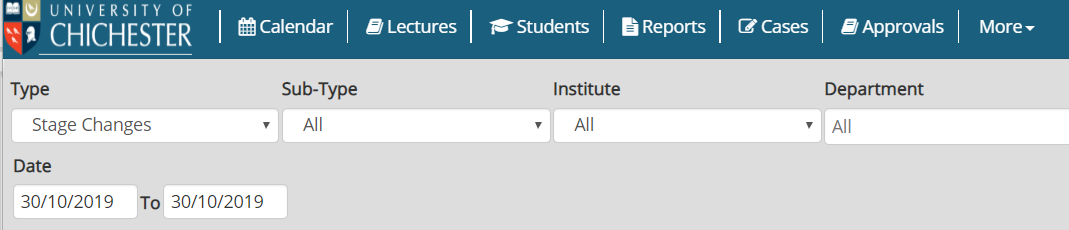 UNIVERSITY OF
CHICHESTER
Calendar Lectures Students Reports Cases Approvals More
Type Sub-Type Institute Department
Stage Changes All All All
Date
30/10/2019 To 30/10/2019